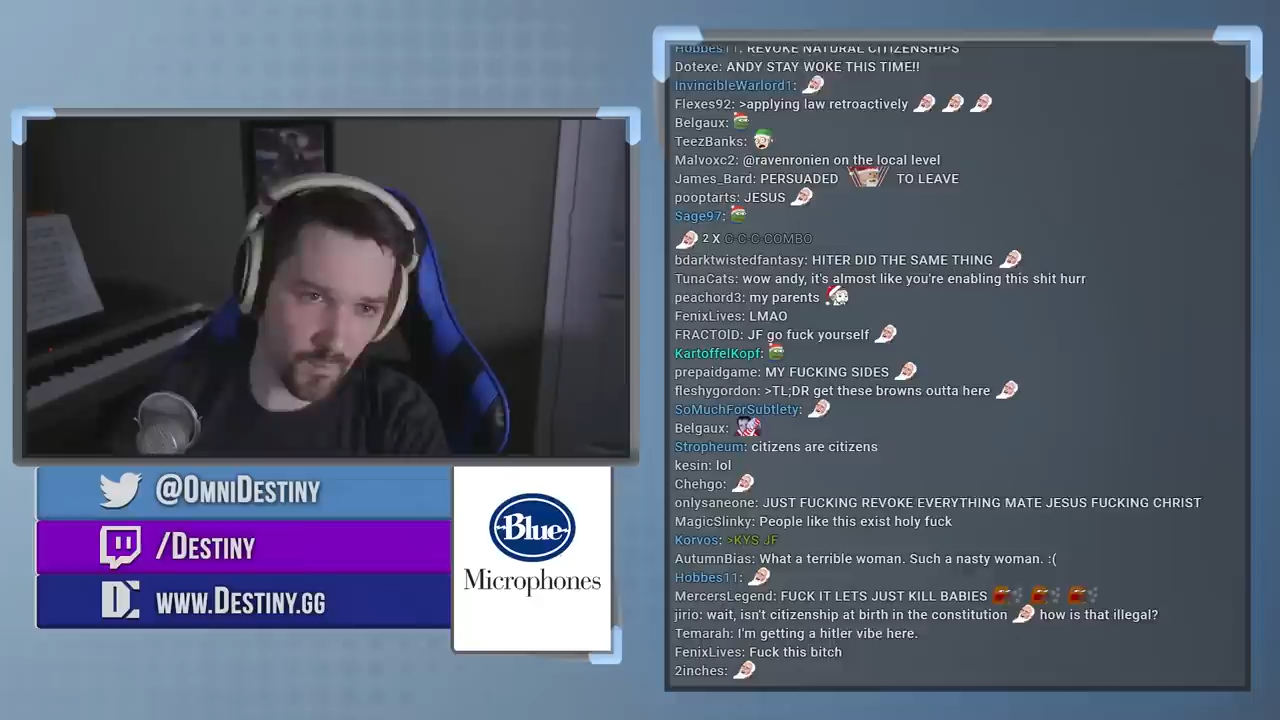 @OmniDestiny
/Destiny
www.Destiny.gg
Blue
Microphones
Hobbes11: REVOKE NATURAL CITIZENSHIPS
Dotexe: ANDY STAY WOKE THIS TIME!!
InvincibleWarlord1:
Flexes92: >applying law retroactively
Belgaux:
TeezBanks:
Malvoxc2: @ravenronien on the local level
James_Bard: PERSUADED TO LEAVE
pooptarts: JESUS
Sage97:
2 X C-C-C-COMBO
bdarktwistedfantasy: HITER DID THE SAME THING
TunaCats: wow andy, it's almost like you're enabling this shit hurr
peachord3: my parents
FenixLives: LMAO
FRACTOID: JF go fuck yourself
KartoffelKopf:
prepaidgame: MY FUCKING SIDES
fleshygordon: >TL;DR get these browns outta here
SoMuchForSubtlety:
Belgaux:
Stropheum: citizens are citizens
kesin: lol
Chehgo:
onlysaneone: JUST FUCKING REVOKE EVERYTHING MATE JESUS FUCKING CHRIST
MagicSlinky: People like this exist holy fuck
Korvos: >KYS JF
AutumnBias: What a terrible woman. Such a nasty woman. :(
Hobbes11:
MercersLegend: FUCK IT LETS JUST KILL BABIES
jirio: wait, isn't citizenship at birth in the constitution how is that illegal?
Temarah: I'm getting a hitler vibe here.
FenixLives: Fuck this bitch
2inches: